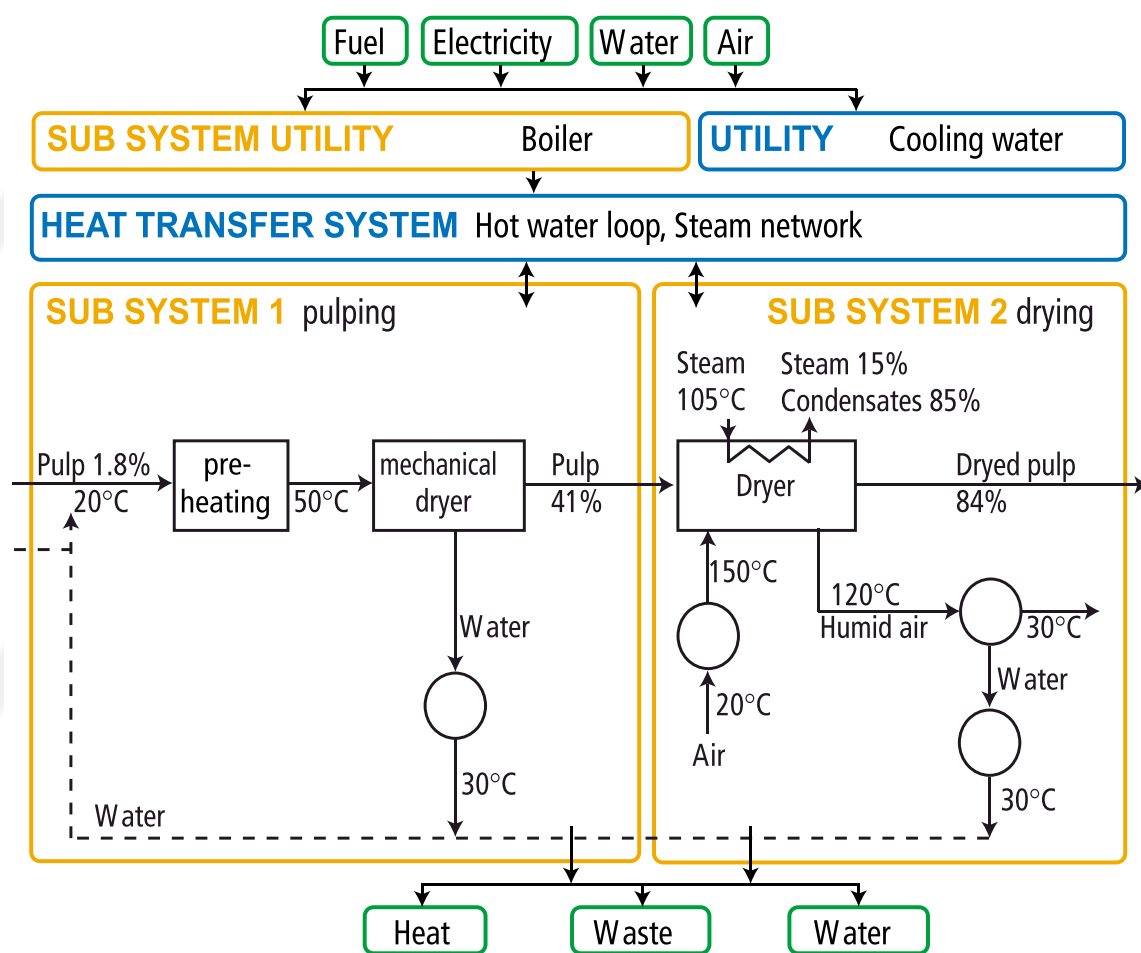 Fuel
Electricity
Water
Air
SUB SYSTEM UTILITY Boiler
UTILITY Cooling water
HEAT TRANSFER SYSTEM Hot water loop, Steam network
SUB SYSTEM 1 pulping
SUB SYSTEM 2 drying
Steam
105°C
Steam 15%
Condensates 85%
Pulp 1.8%
20°C
pre-
heating
50°C
mechanical
dryer
Pulp
41%
Dryer
Dryed pulp
84%
150°C
120°C
Humid air
30°C
Water
Water
20°C
Air
30°C
30°C
Water
Heat
Waste
Water